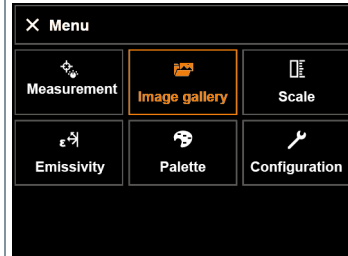 Menu
Measurement
Image gallery
Scale
ε
Emissivity
Palette
Configuration